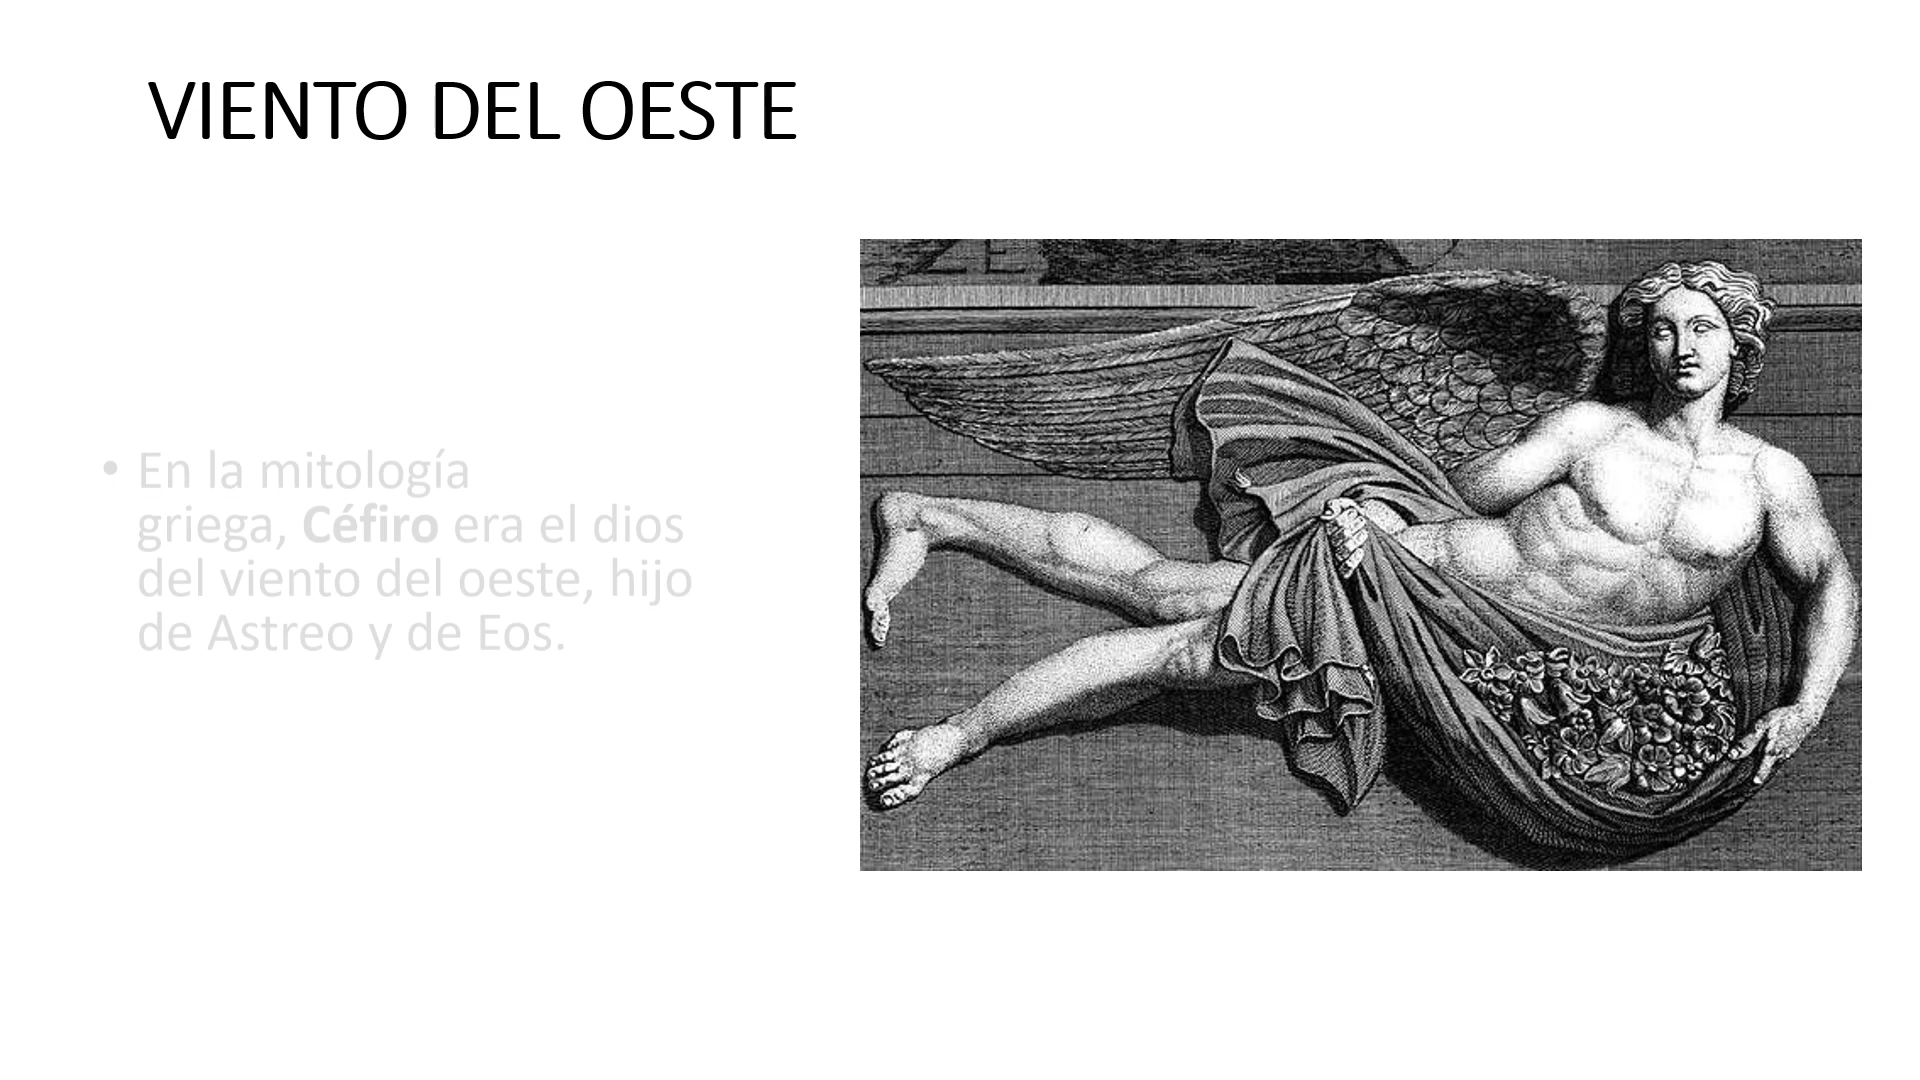 VIENTO DEL OESTE
• En la mitología
griega, Céfiro era el dios
del viento del oeste, hijo
de Astreo y de Eos.